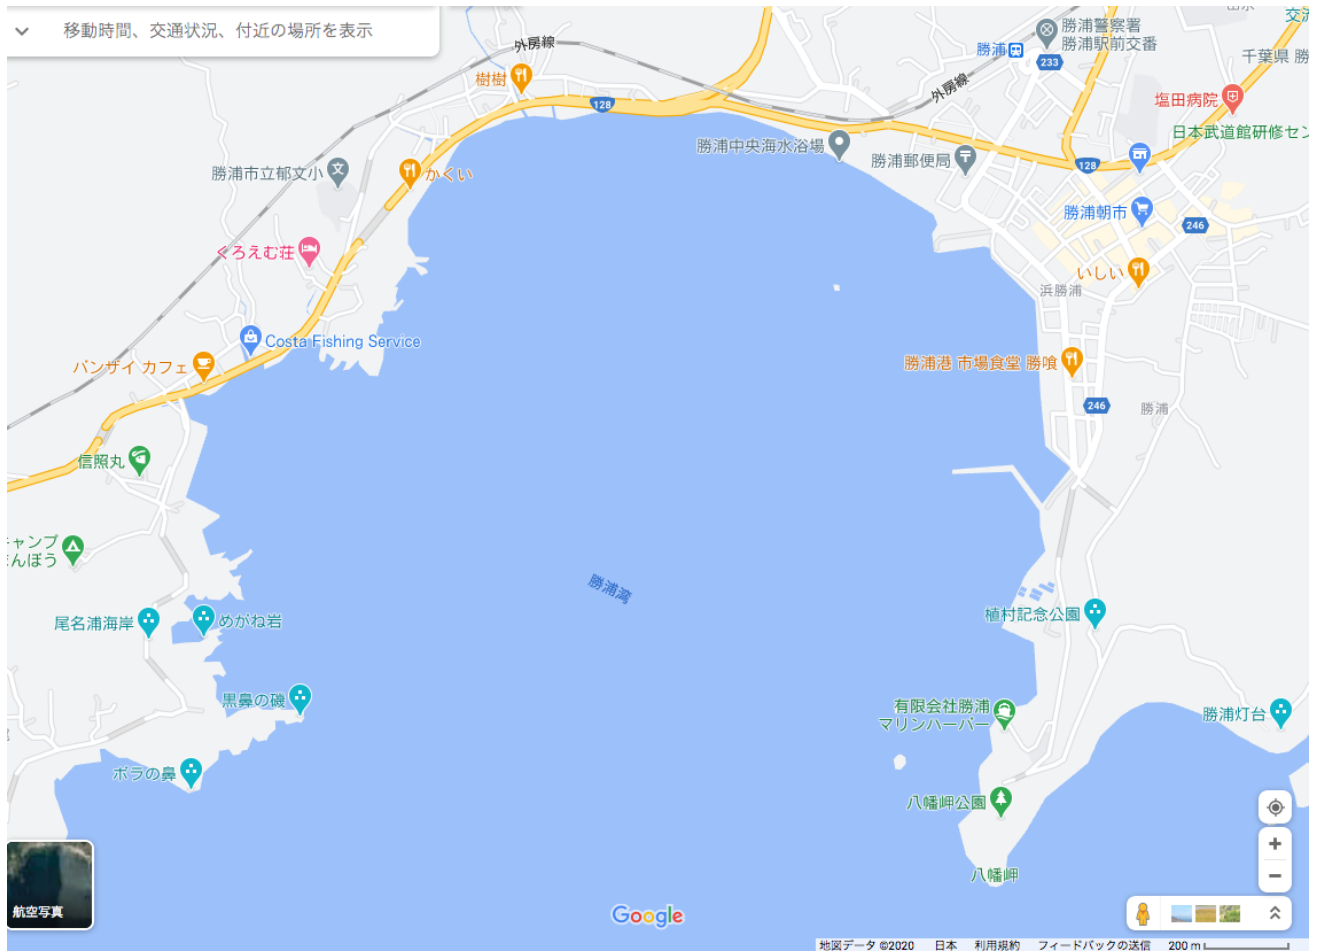 移動時間、交通状況、付近の場所を表示
外房線
樹樹
128
勝浦警察署
勝浦駅前交番
勝浦
233
千葉県 勝
外房線
塩田病院
日本武道館研修セン
勝浦中央海水浴場
勝浦郵便局
128
勝浦市立郁文小
かくい
勝浦朝市
246
くろえむ荘
いしい
浜勝浦
Costa Fishing Service
バンザイ カフェ
勝浦港 市場食堂 勝喰
246
勝浦
信照丸
キャンプ
まんぼう
勝浦湾
尾名浦海岸
めがね岩
植村記念公園
黒鼻の磯
有限会社勝浦
マリンハーバー
勝浦灯台
ボラの鼻
八幡岬公園
八幡岬
航空写真
Google
地図データ ©2020 日本 利用規約 フィードバックの送信 200 m